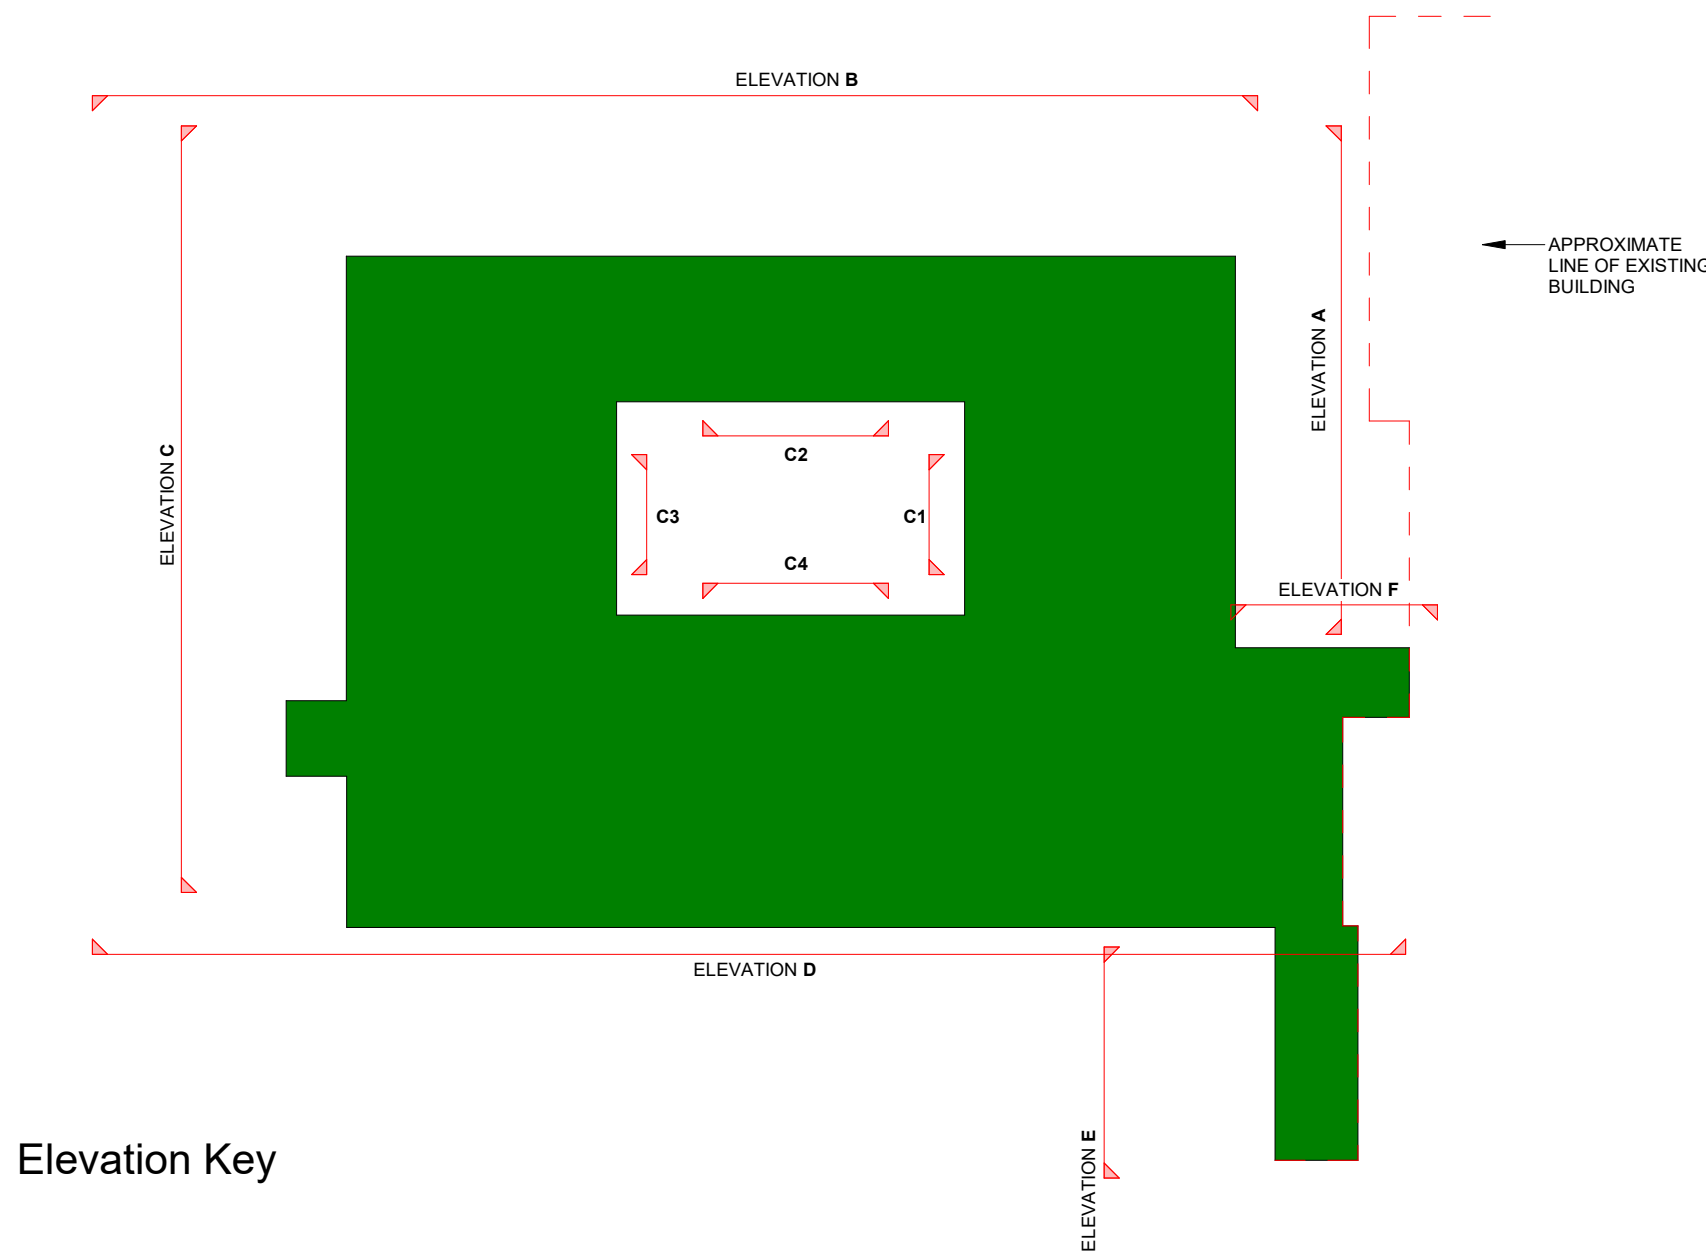 ELEVATION B
APPROXIMATE
LINE OF EXISTING
BUILDING
ELEVATION A
C2
ELEVATION C
C3
C1
C4
ELEVATION F
ELEVATION D
Elevation Key
ELEVATION E